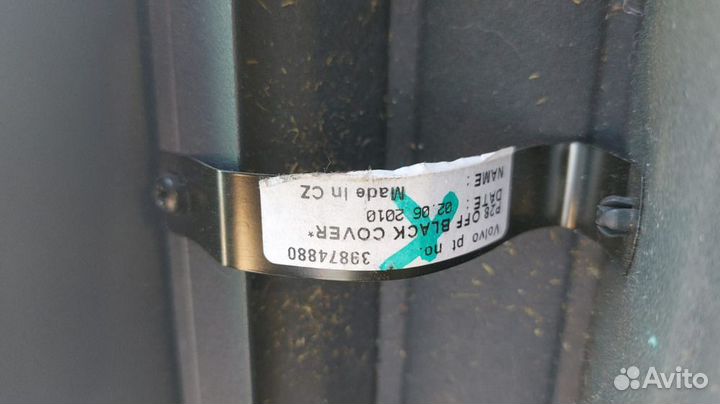 Volvo pt no.
39874880
P28 OFF BLACK COVER*
DATE : 02.06.2010
NAME : Made in CZ
Avito